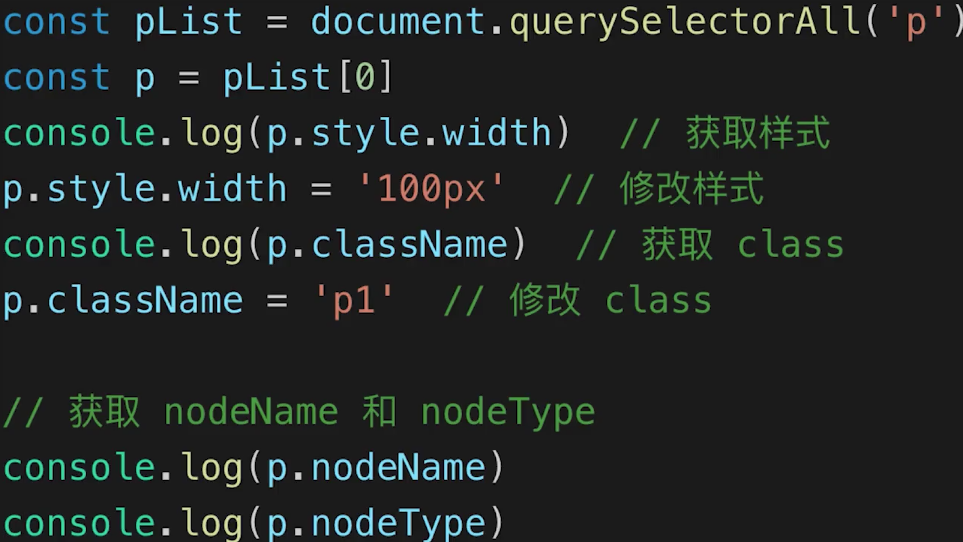 const pList = document.querySelectorAll('p')
const p = pList[0]
console.log(p.style.width)  // 获取样式
p.style.width = '100px'  // 修改样式
console.log(p.className)  // 获取 class
p.className = 'p1'  // 修改 class
// 获取 nodeName 和 nodeType
console.log(p.nodeName)
console.log(p.nodeType)